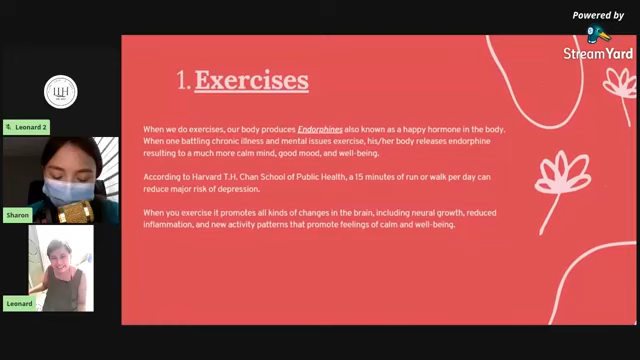 Powered by
StreamYard
LLH
Leonard 2
Sharon
Leonard
1. Exercises
When we do exercises, our body produces Endorphines also known as a happy hormone in the body.
When one battling chronic illness and mental issues exercise, his/her body releases endorphine
resulting to a much more calm mind, good mood, and well-being.
According to Harvard T.H. Chan School of Public Health, a 15 minutes of run or walk per day can
reduce major risk of depression.
When you exercise it promotes all kinds of changes in the brain, including neural growth, reduced
inflammation, and new activity patterns that promote feelings of calm and well-being.